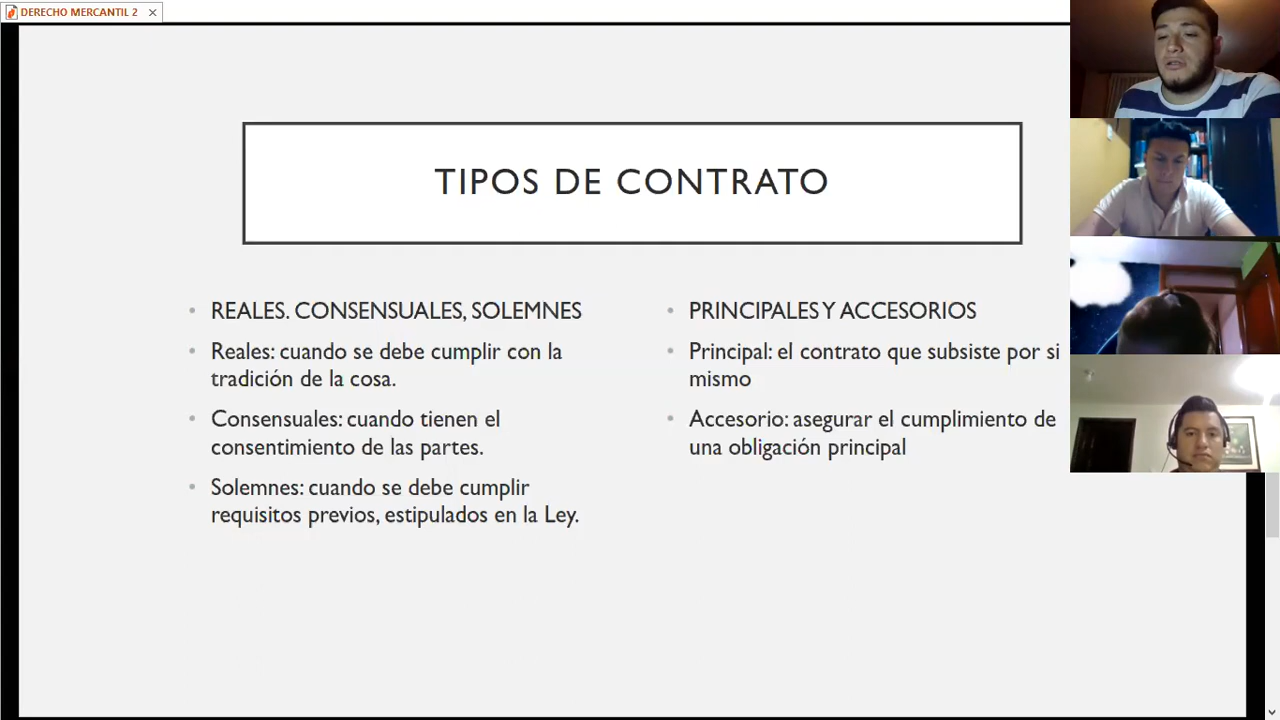 DERECHO MERCANTIL 2
TIPOS DE CONTRATO
REALES. CONSENSUALES, SOLEMNES
Reales: cuando se debe cumplir con la
tradición de la cosa.
Consensuales: cuando tienen el
consentimiento de las partes.
Solemnes: cuando se debe cumplir
requisitos previos, estipulados en la Ley.
PRINCIPALES Y ACCESORIOS
Principal: el contrato que subsiste por si
mismo
Accesorio: asegurar el cumplimiento de
una obligación principal